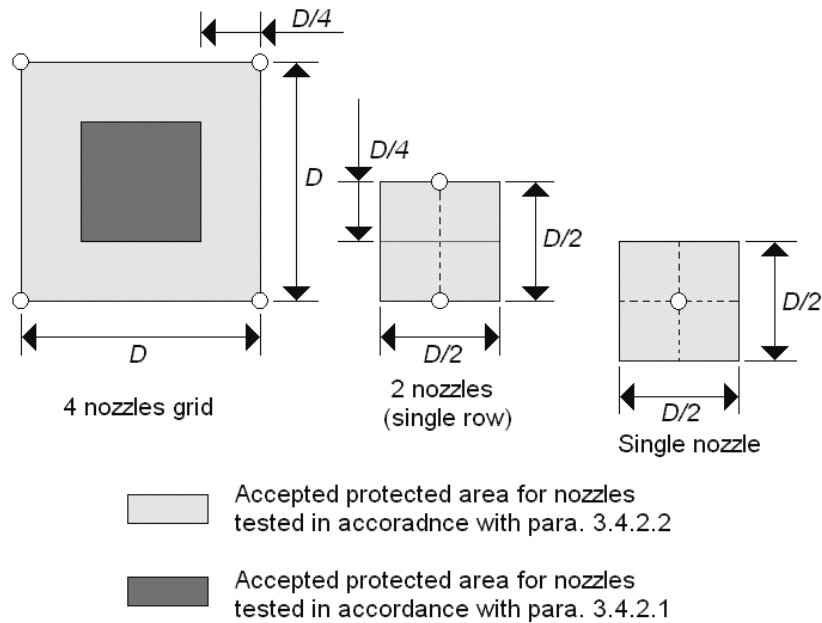 D/4
D/4
D
D/2
D/2
D
D/2
D/2
4 nozzles grid
2 nozzles
(single row)
Single nozzle
Accepted protected area for nozzles
tested in accoradnce with para. 3.4.2.2
Accepted protected area for nozzles
tested in accordance with para. 3.4.2.1